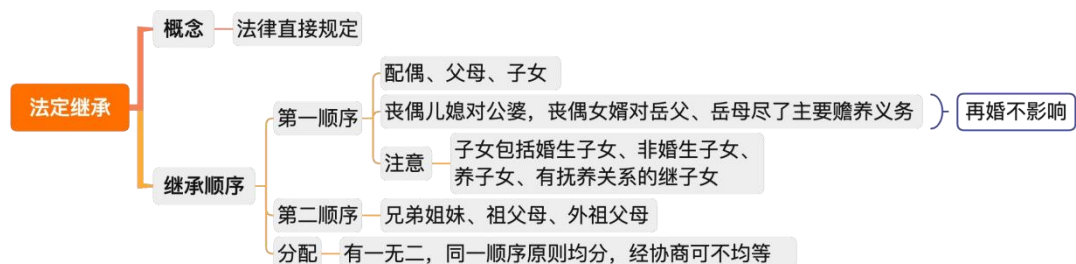 法定继承
概念
法律直接规定
继承顺序
第一顺序
配偶、父母、子女
丧偶儿媳对公婆，丧偶女婿对岳父、岳母尽了主要赡养义务
再婚不影响
注意
子女包括婚生子女、非婚生子女、
养子女、有抚养关系的继子女
第二顺序
兄弟姐妹、祖父母、外祖父母
分配
有一无二，同一顺序原则均分，经协商可不均等